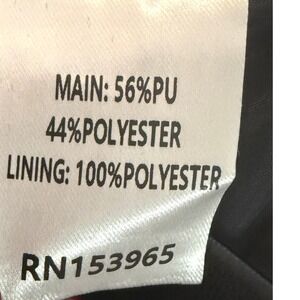 MAIN: 56%PU
44%POLYESTER
LINING: 100%POLYESTER
RN153965